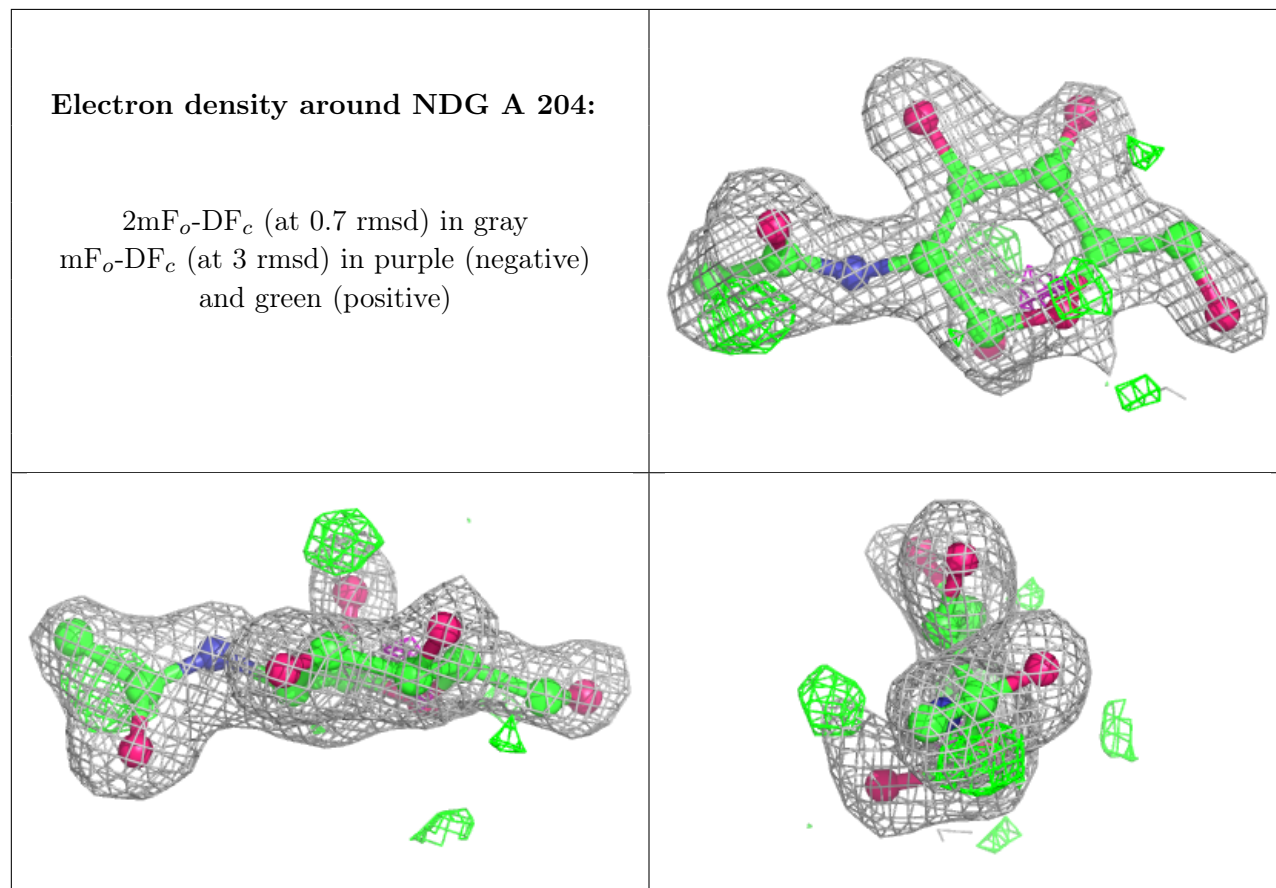 Electron density around NDG A 204:
2mFo-DFc (at 0.7 rmsd) in gray
mFo-DFc (at 3 rmsd) in purple (negative)
and green (positive)